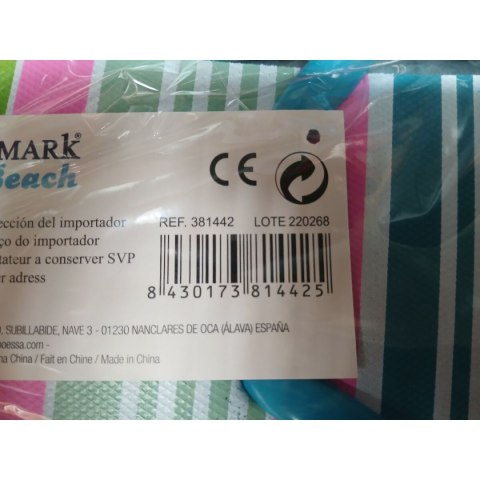 MARK®
Beach
CE
ección del importador
ço do importador
tateur a conserver SVP
er adress
REF. 381442 LOTE 220268
8 430173 814425
. SUBILLABIDE, NAVE 3 - 01230 NANCLARES DE OCA (ÁLAVA) ESPAÑA
oessa.com -
na China / Fait en Chine / Made in China